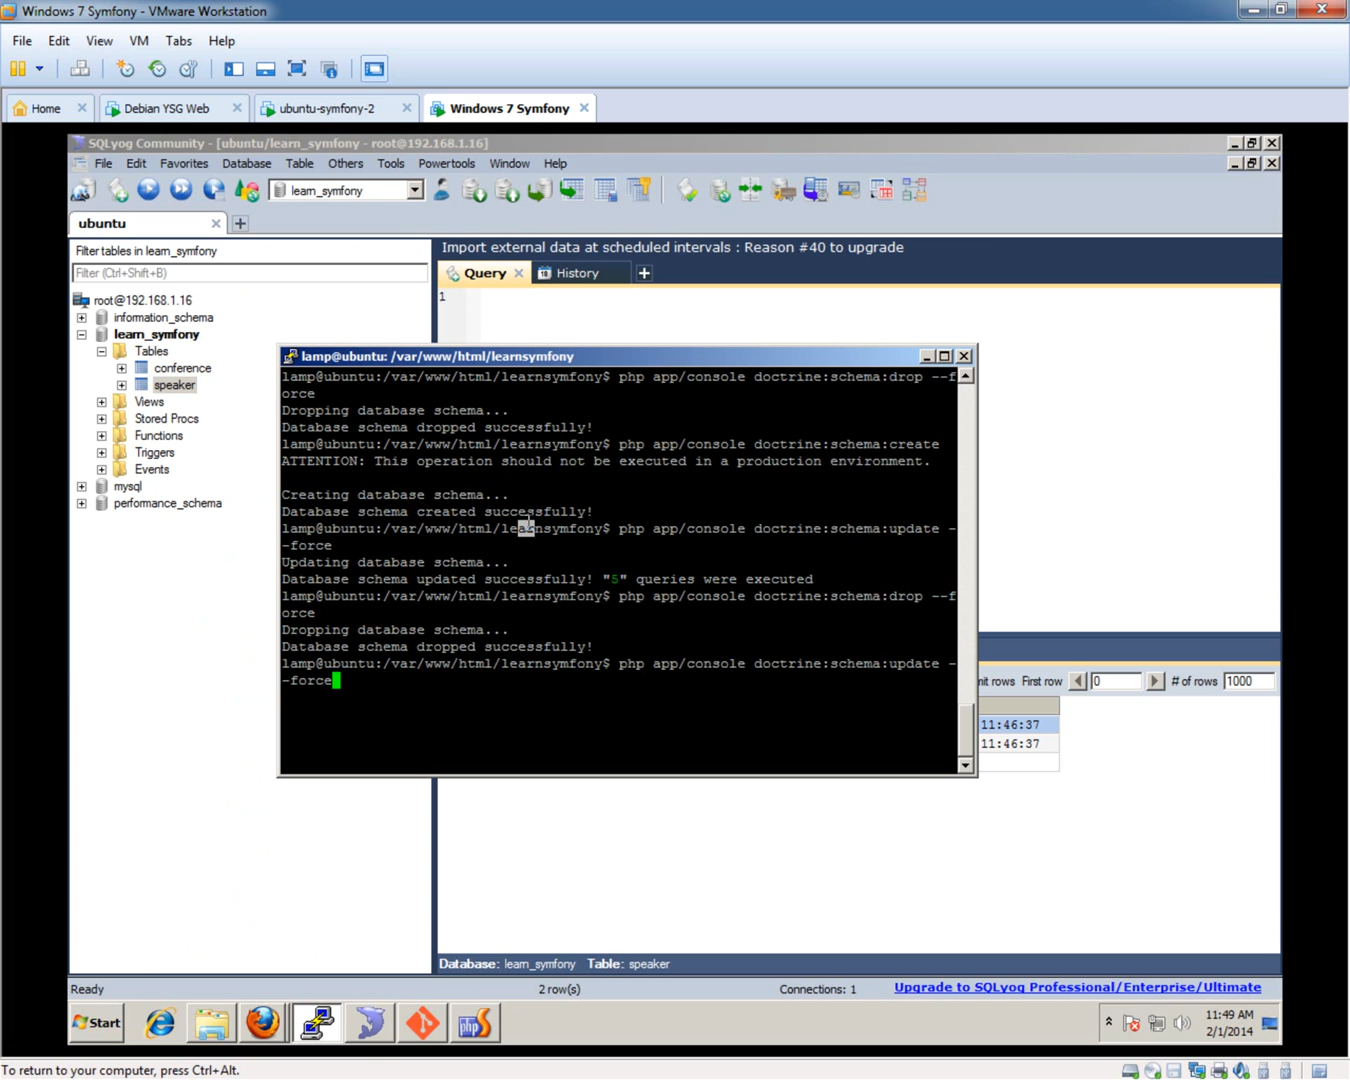 Windows 7 Symfony - VMware Workstation
File Edit View VM Tabs Help
Home Debian YSG Web ubuntu-symfony-2 Windows 7 Symfony
SQLyog Community - [ubuntu/learn_symfony - root@192.168.1.16]
File Edit Favorites Database Table Others Tools Powertools Window Help
learn_symfony
ubuntu
Filter tables in learn_symfony
Import external data at scheduled intervals : Reason #40 to upgrade
Filter (Ctrl+Shift+B)
Query History
1
root@192.168.1.16
information_schema
learn_symfony
Tables
conference
speaker
Views
Stored Procs
Functions
Triggers
Events
mysql
performance_schema
lamp@ubuntu: /var/www/html/learnsymfony
lamp@ubuntu:/var/www/html/learnsymfony$ php app/console doctrine:schema:drop --f
orce
Dropping database schema...
Database schema dropped successfully!
lamp@ubuntu:/var/www/html/learnsymfony$ php app/console doctrine:schema:create
ATTENTION: This operation should not be executed in a production environment.
Creating database schema...
Database schema created successfully!
lamp@ubuntu:/var/www/html/learnsymfony$ php app/console doctrine:schema:update -
-force
Updating database schema...
Database schema updated successfully! "5" queries were executed
lamp@ubuntu:/var/www/html/learnsymfony$ php app/console doctrine:schema:drop --f
orce
Dropping database schema...
Database schema dropped successfully!
lamp@ubuntu:/var/www/html/learnsymfony$ php app/console doctrine:schema:update -
-force
rows First row 0 # of rows 1000
11:46:37
11:46:37
Database: learn_symfony Table: speaker
Ready 2 row(s) Connections: 1 Upgrade to SQLyog Professional/Enterprise/Ultimate
Start php 11:49 AM
2/1/2014
To return to your computer, press Ctrl+Alt.